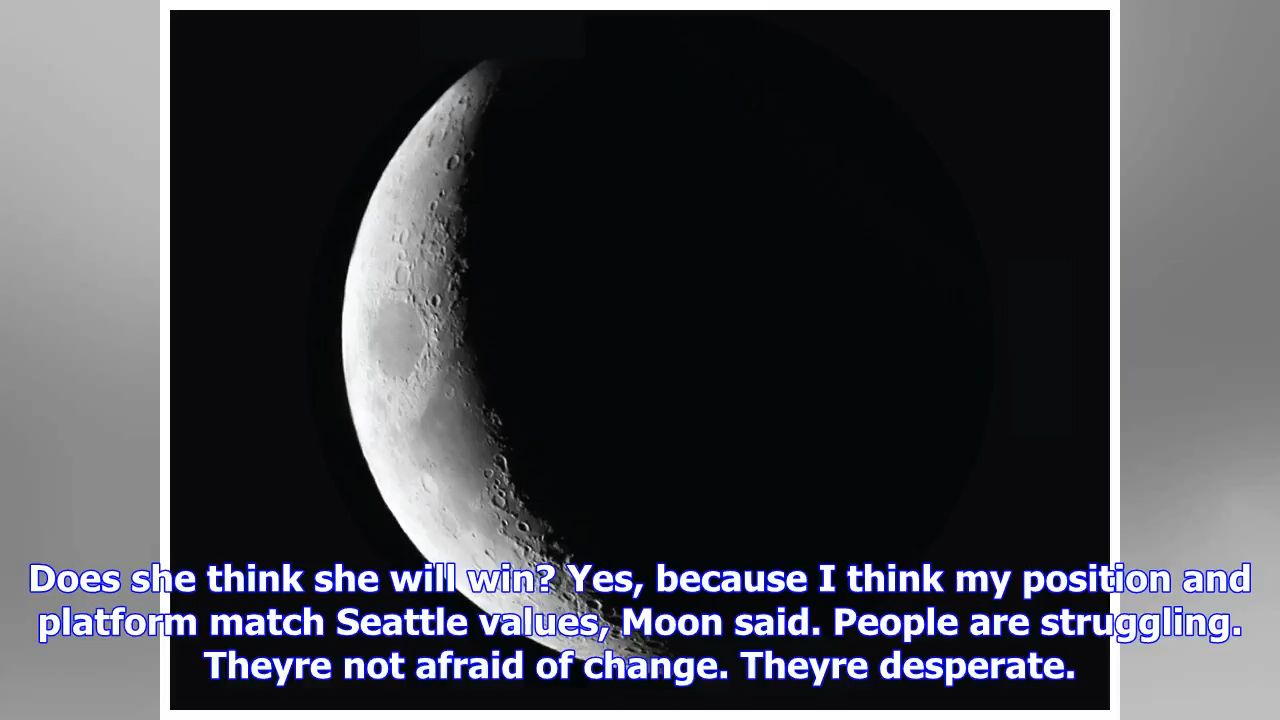 Does she think she will win? Yes, because I think my position and
platform match Seattle values, Moon said. People are struggling.
Theyre not afraid of change. Theyre desperate.